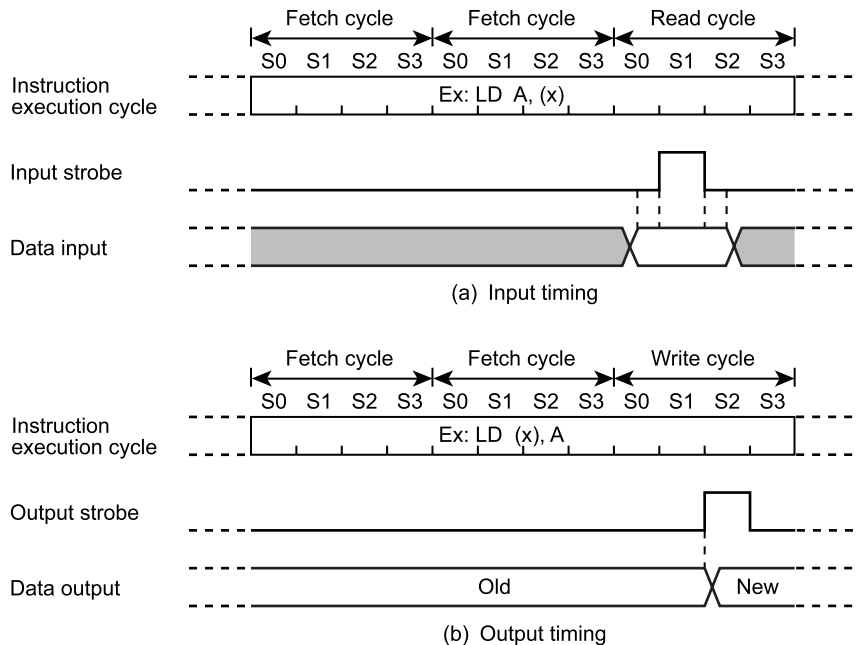 Fetch cycle Fetch cycle Read cycle
S0 S1 S2 S3 S0 S1 S2 S3 S0 S1 S2 S3
Instruction
execution cycle
Ex: LD A, (x)
Input strobe
Data input
(a) Input timing
Fetch cycle Fetch cycle Write cycle
S0 S1 S2 S3 S0 S1 S2 S3 S0 S1 S2 S3
Instruction
execution cycle
Ex: LD (x), A
Output strobe
Data output
Old New
(b) Output timing